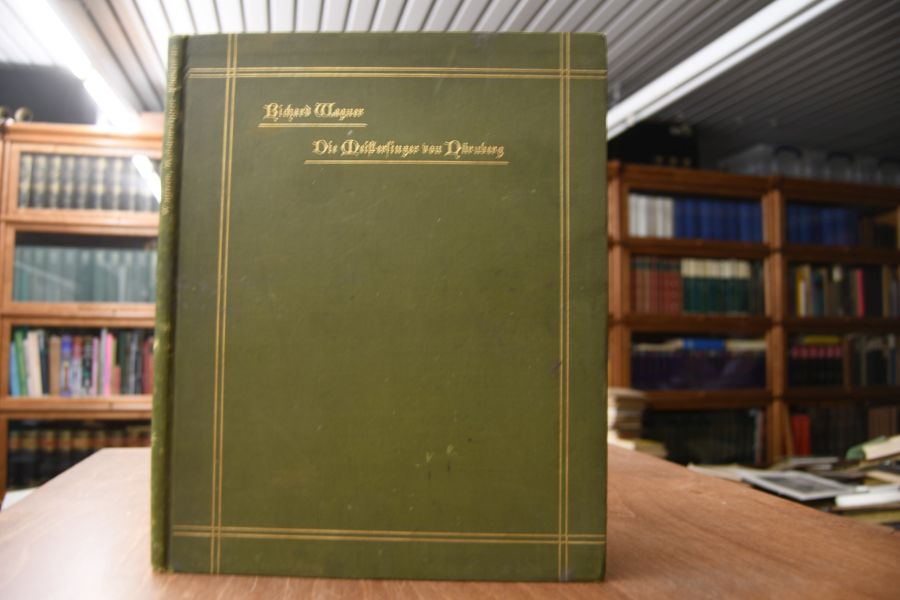 Richard Wagner
Die Meistersinger von Nürnberg